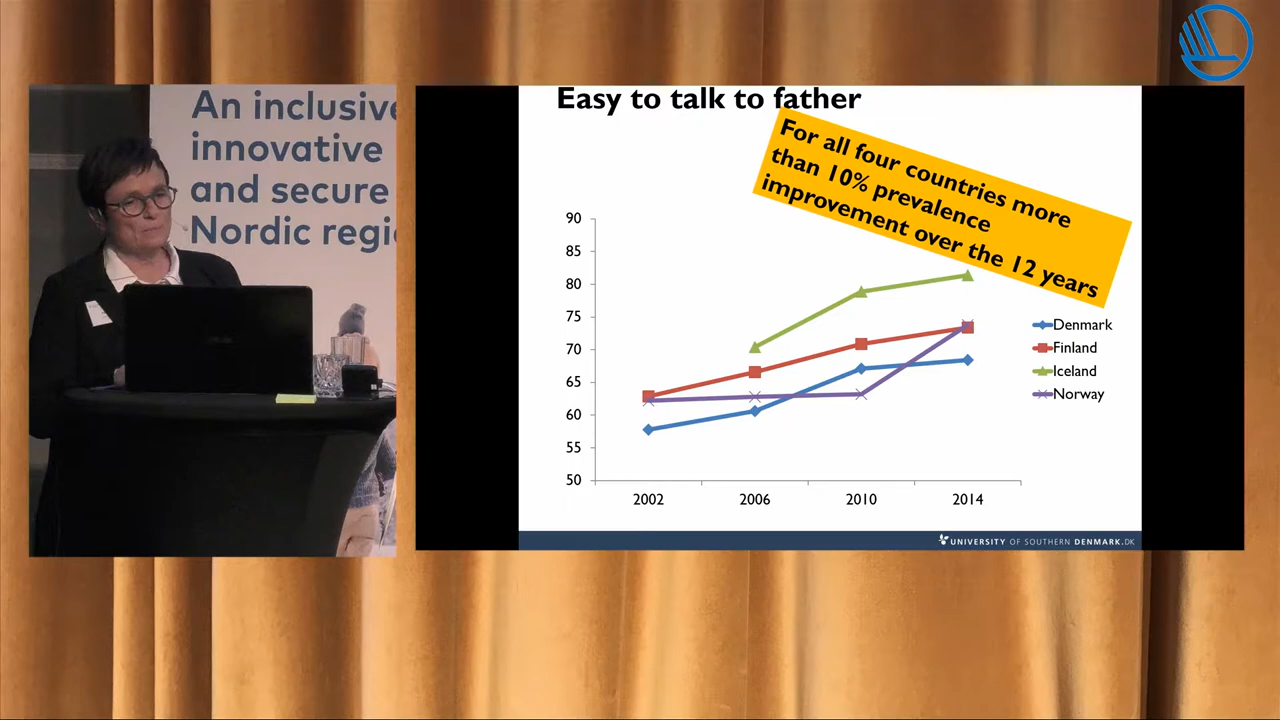 An inclusive
innovative
and secure
Nordic regi
Easy to talk to father
For all four countries more
than 10% prevalence
improvement over the 12 years
90
85
80
75
70
65
60
55
50
2002
2006
2010
2014
Denmark
Finland
Iceland
Norway
UNIVERSITY OF SOUTHERN DENMARK.DK